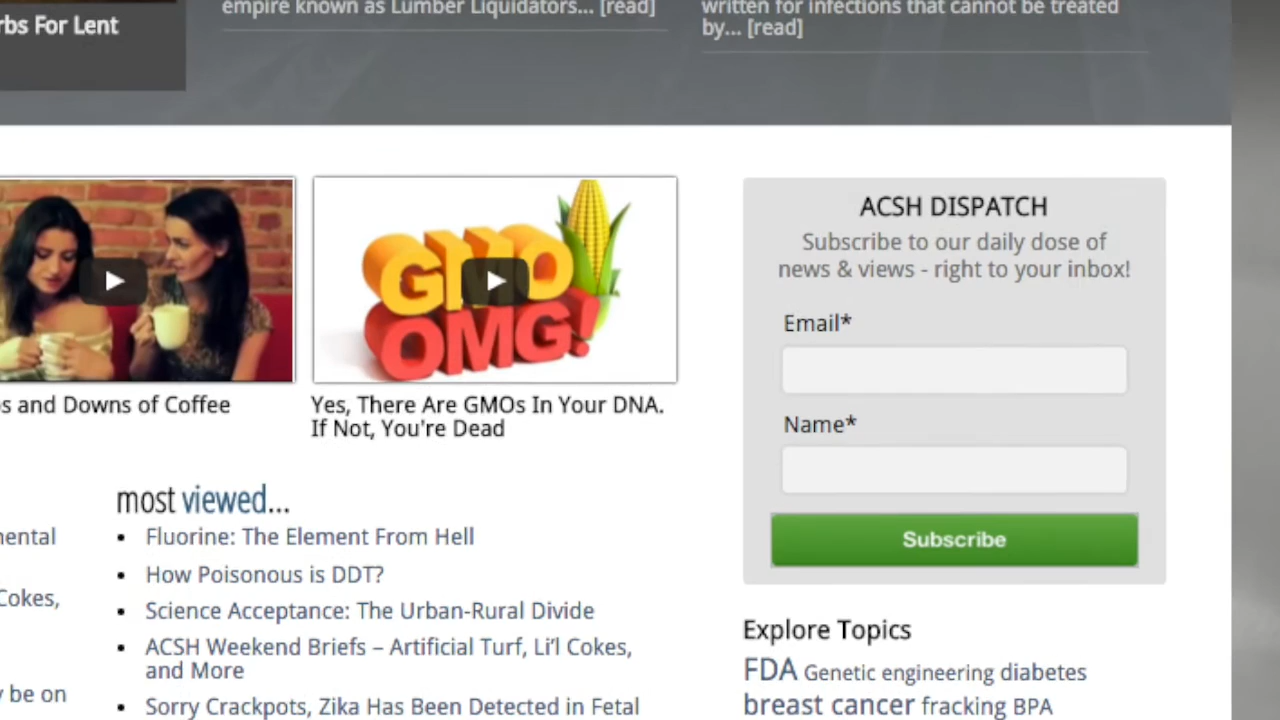 rbs For Lent
empire known as Lumber Liquidators... [read]
written for infections that cannot be treated
by... [read]
GMO
OMG!
s and Downs of Coffee
Yes, There Are GMOs In Your DNA.
If Not, You're Dead
ACSH DISPATCH
Subscribe to our daily dose of
news & views - right to your inbox!
Email*
Name*
Subscribe
most viewed...
mental
Cokes,
y be on
• Fluorine: The Element From Hell
• How Poisonous is DDT?
• Science Acceptance: The Urban-Rural Divide
• ACSH Weekend Briefs – Artificial Turf, Li'l Cokes,
and More
• Sorry Crackpots, Zika Has Been Detected in Fetal
Explore Topics
FDA Genetic engineering diabetes
breast cancer fracking BPA